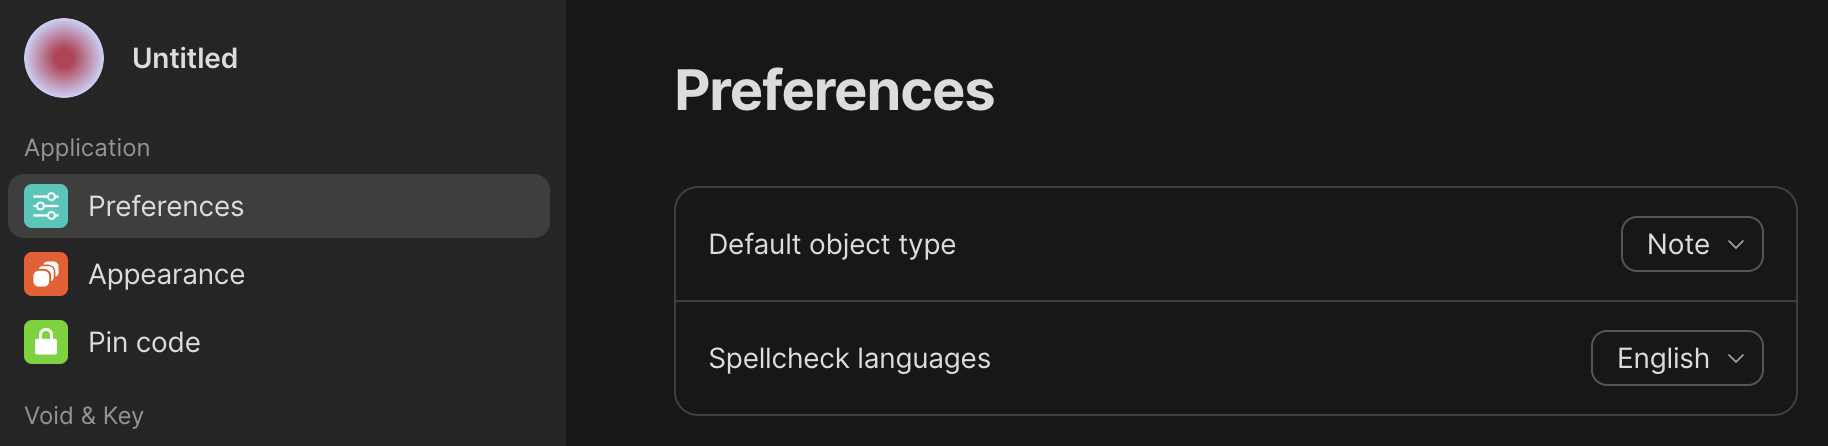 Untitled
Application
Preferences
Appearance
Pin code
Void & Key
Preferences
Default object type
Note
Spellcheck languages
English